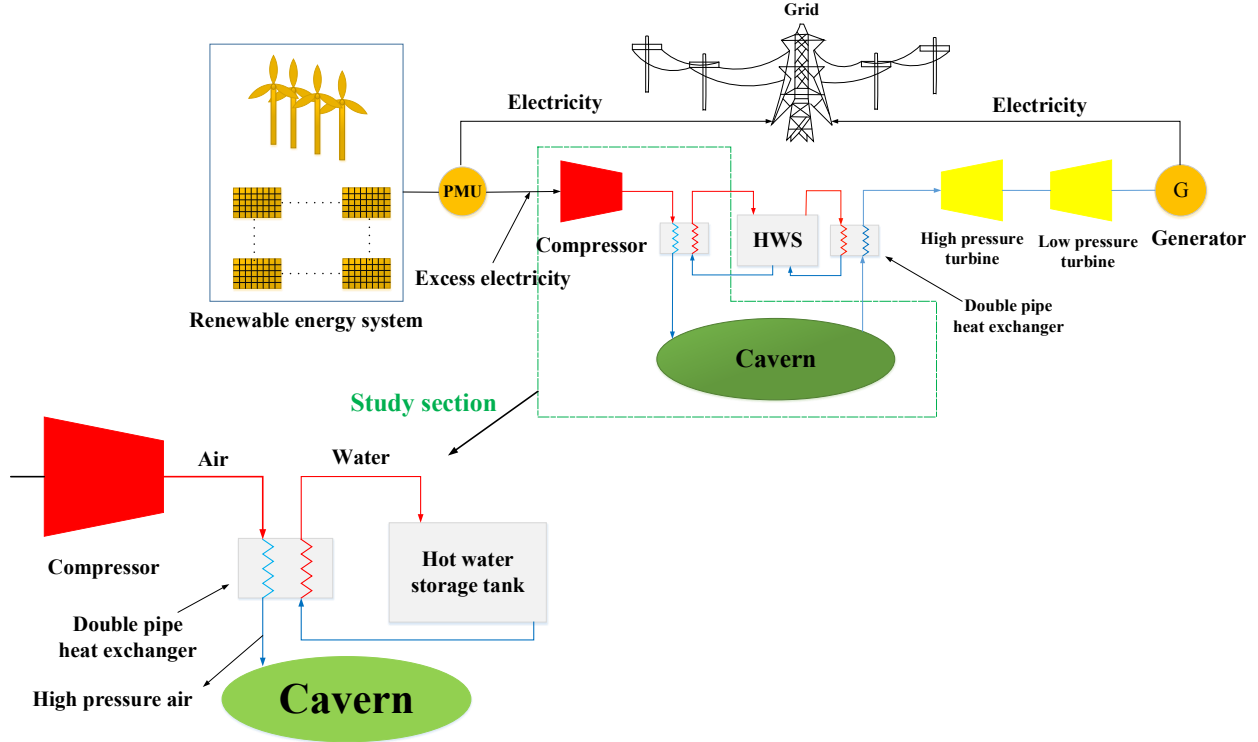 Grid
Electricity
Electricity
PMU
G
Compressor
HWS
High pressure
turbine
Low pressure
turbine
Generator
Excess electricity
Renewable energy system
Double pipe
heat exchanger
Cavern
Study section
Air
Water
Compressor
Hot water
storage tank
Double pipe
heat exchanger
High pressure air
Cavern